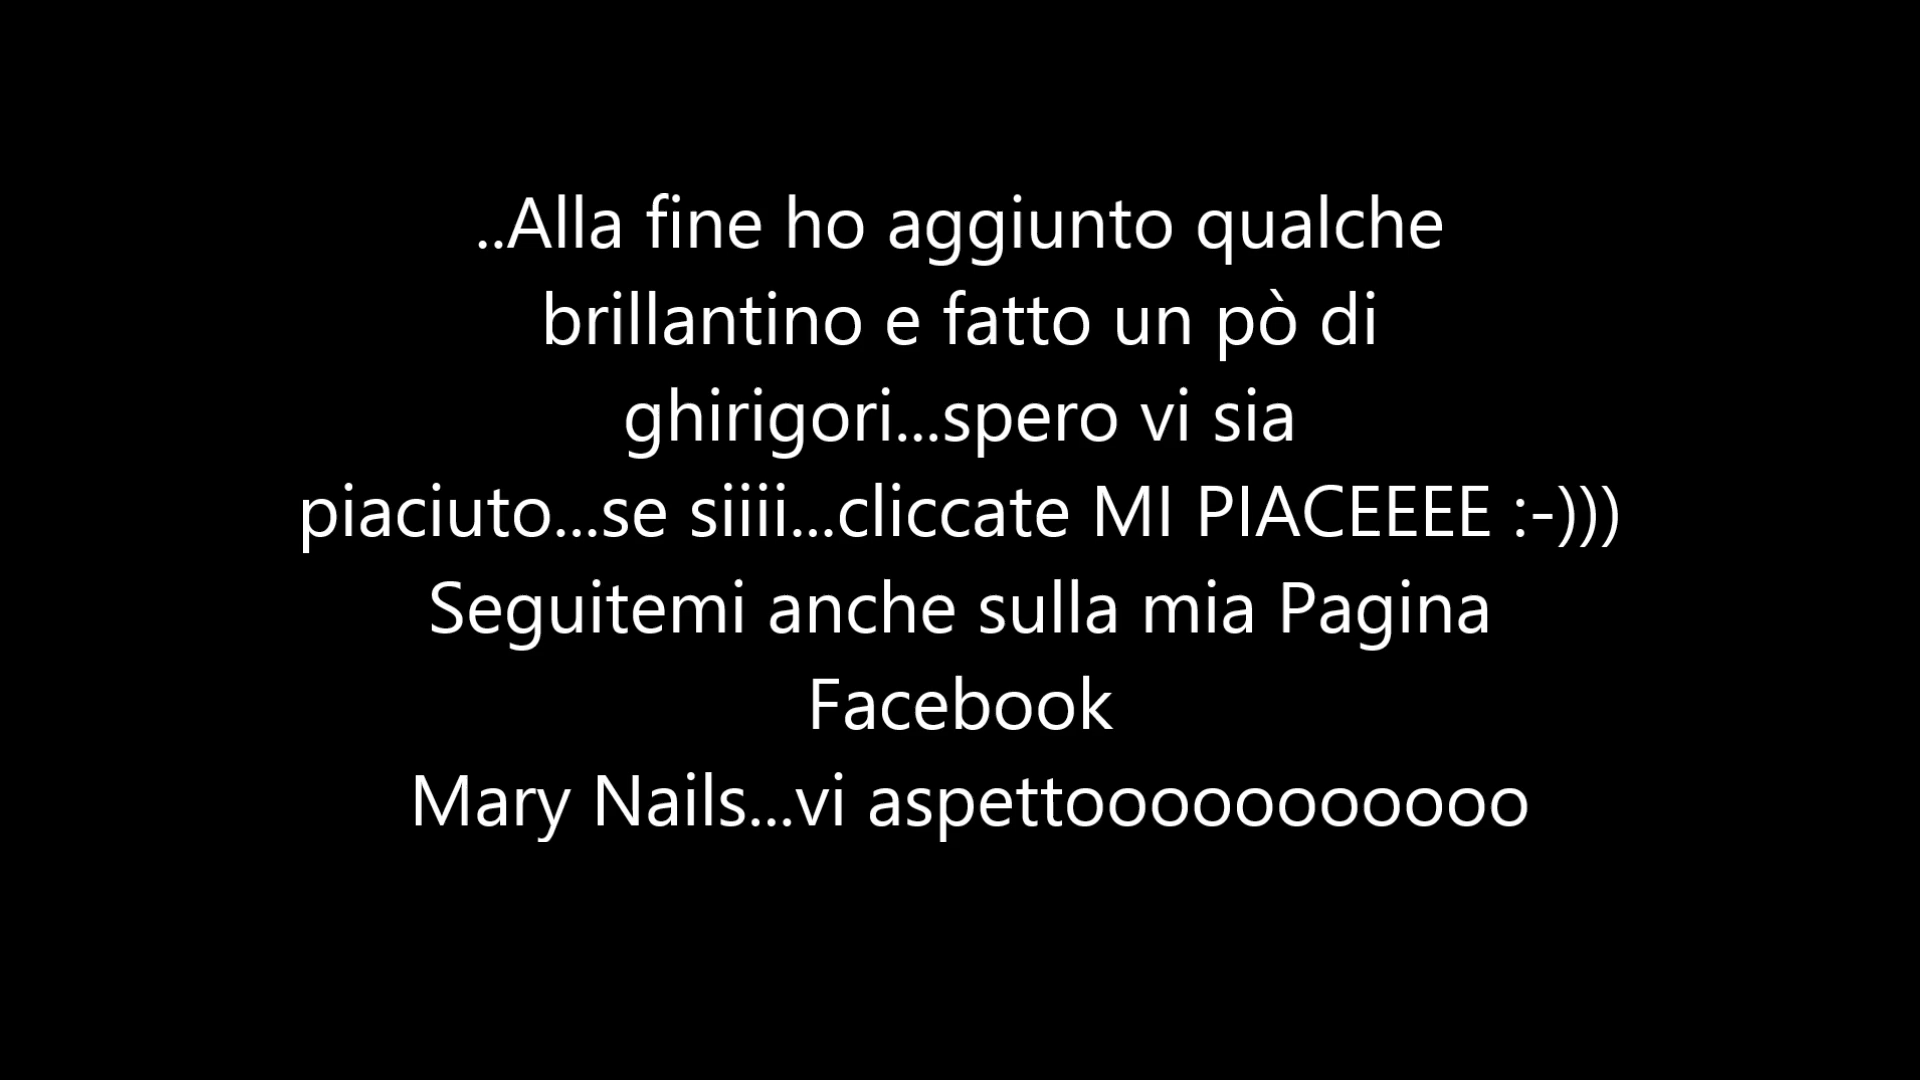 ..Alla fine ho aggiunto qualche
brillantino e fatto un pò di
ghirigori...spero vi sia
piaciuto...se siiii...cliccate MI PIACEEEE :-)))
Seguitemi anche sulla mia Pagina
Facebook
Mary Nails...vi aspettooooooooooo